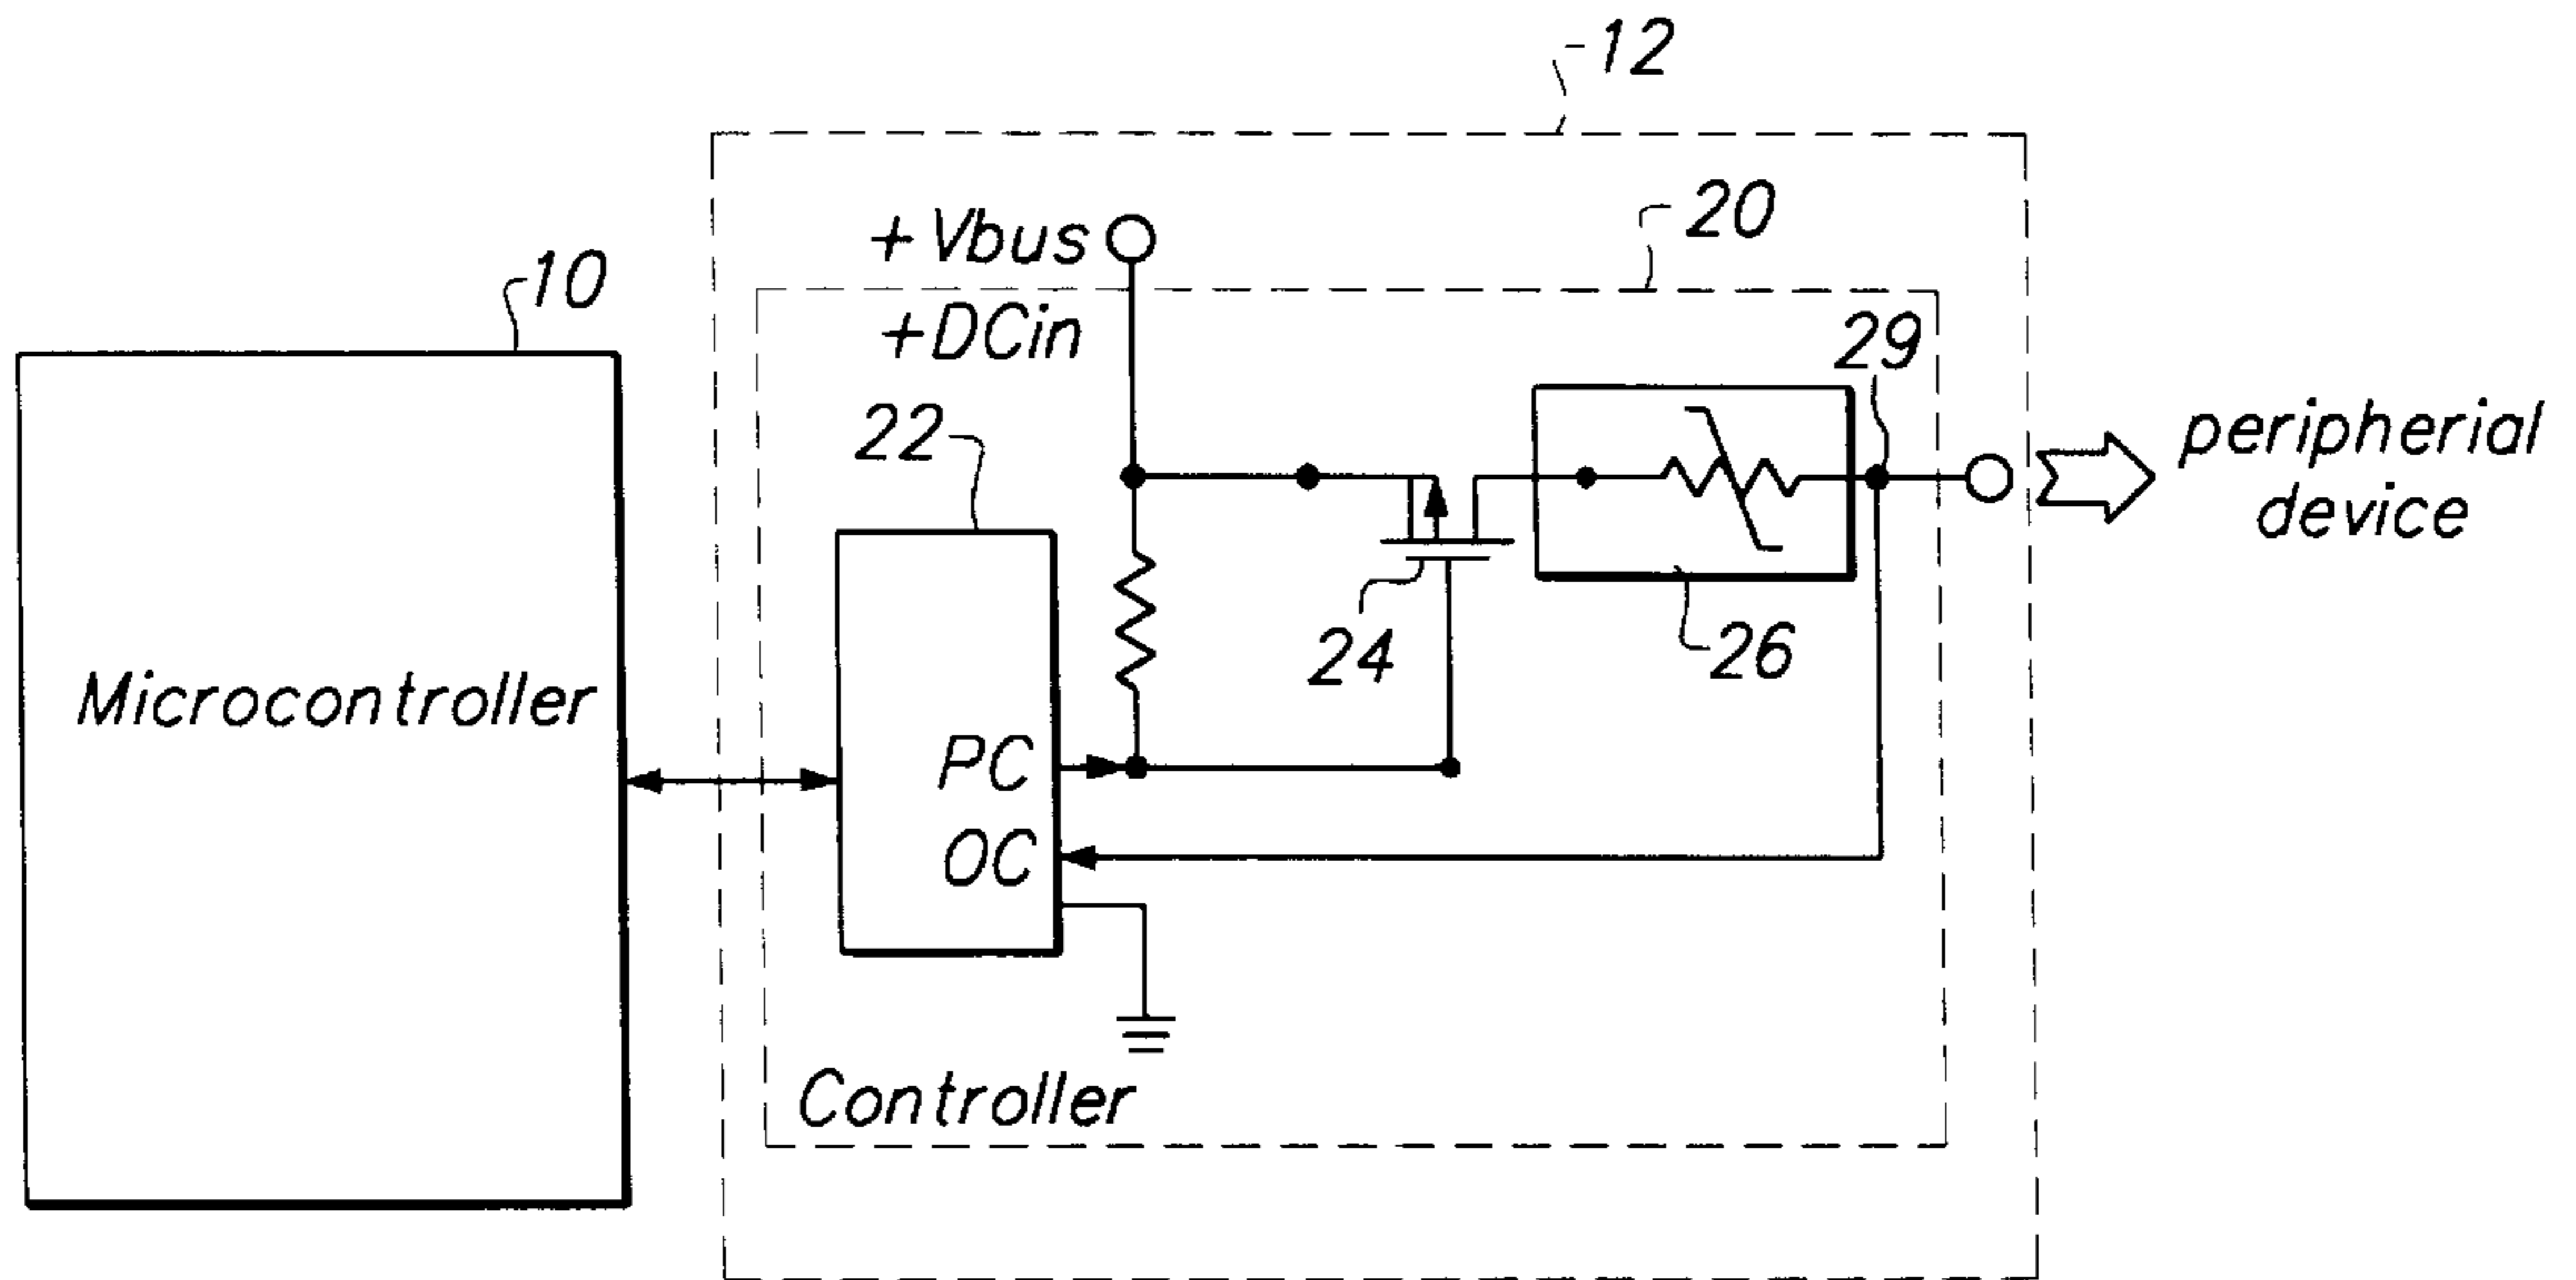 12
20
+Vbus
10
+DCin
29
22
peripherial
device
24
26
Microcontroller
PC
OC
Controller